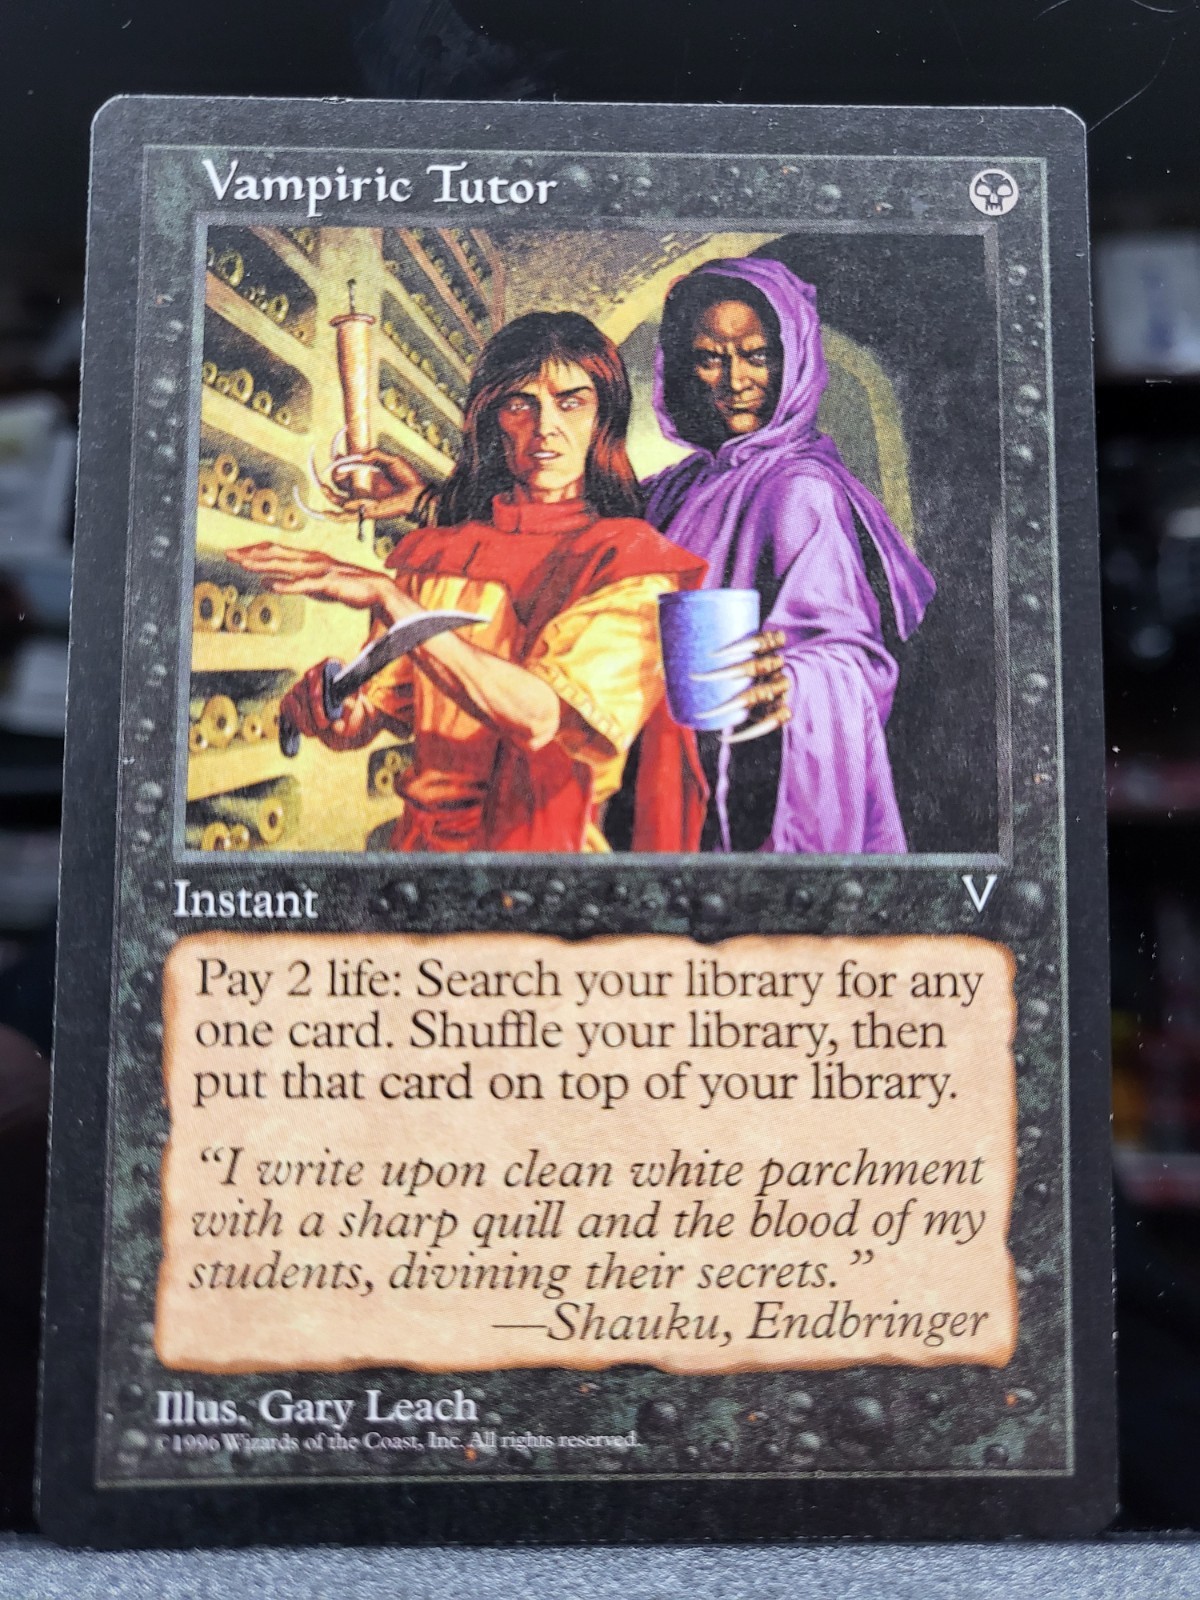 Vampiric Tutor
Instant V
Pay 2 life: Search your library for any
one card. Shuffle your library, then
put that card on top of your library.
“I write upon clean white parchment
with a sharp quill and the blood of my
students, divining their secrets.”
—Shauku, Endbringer
Illus. Gary Leach
©1996 Wizards of the Coast, Inc. All rights reserved.